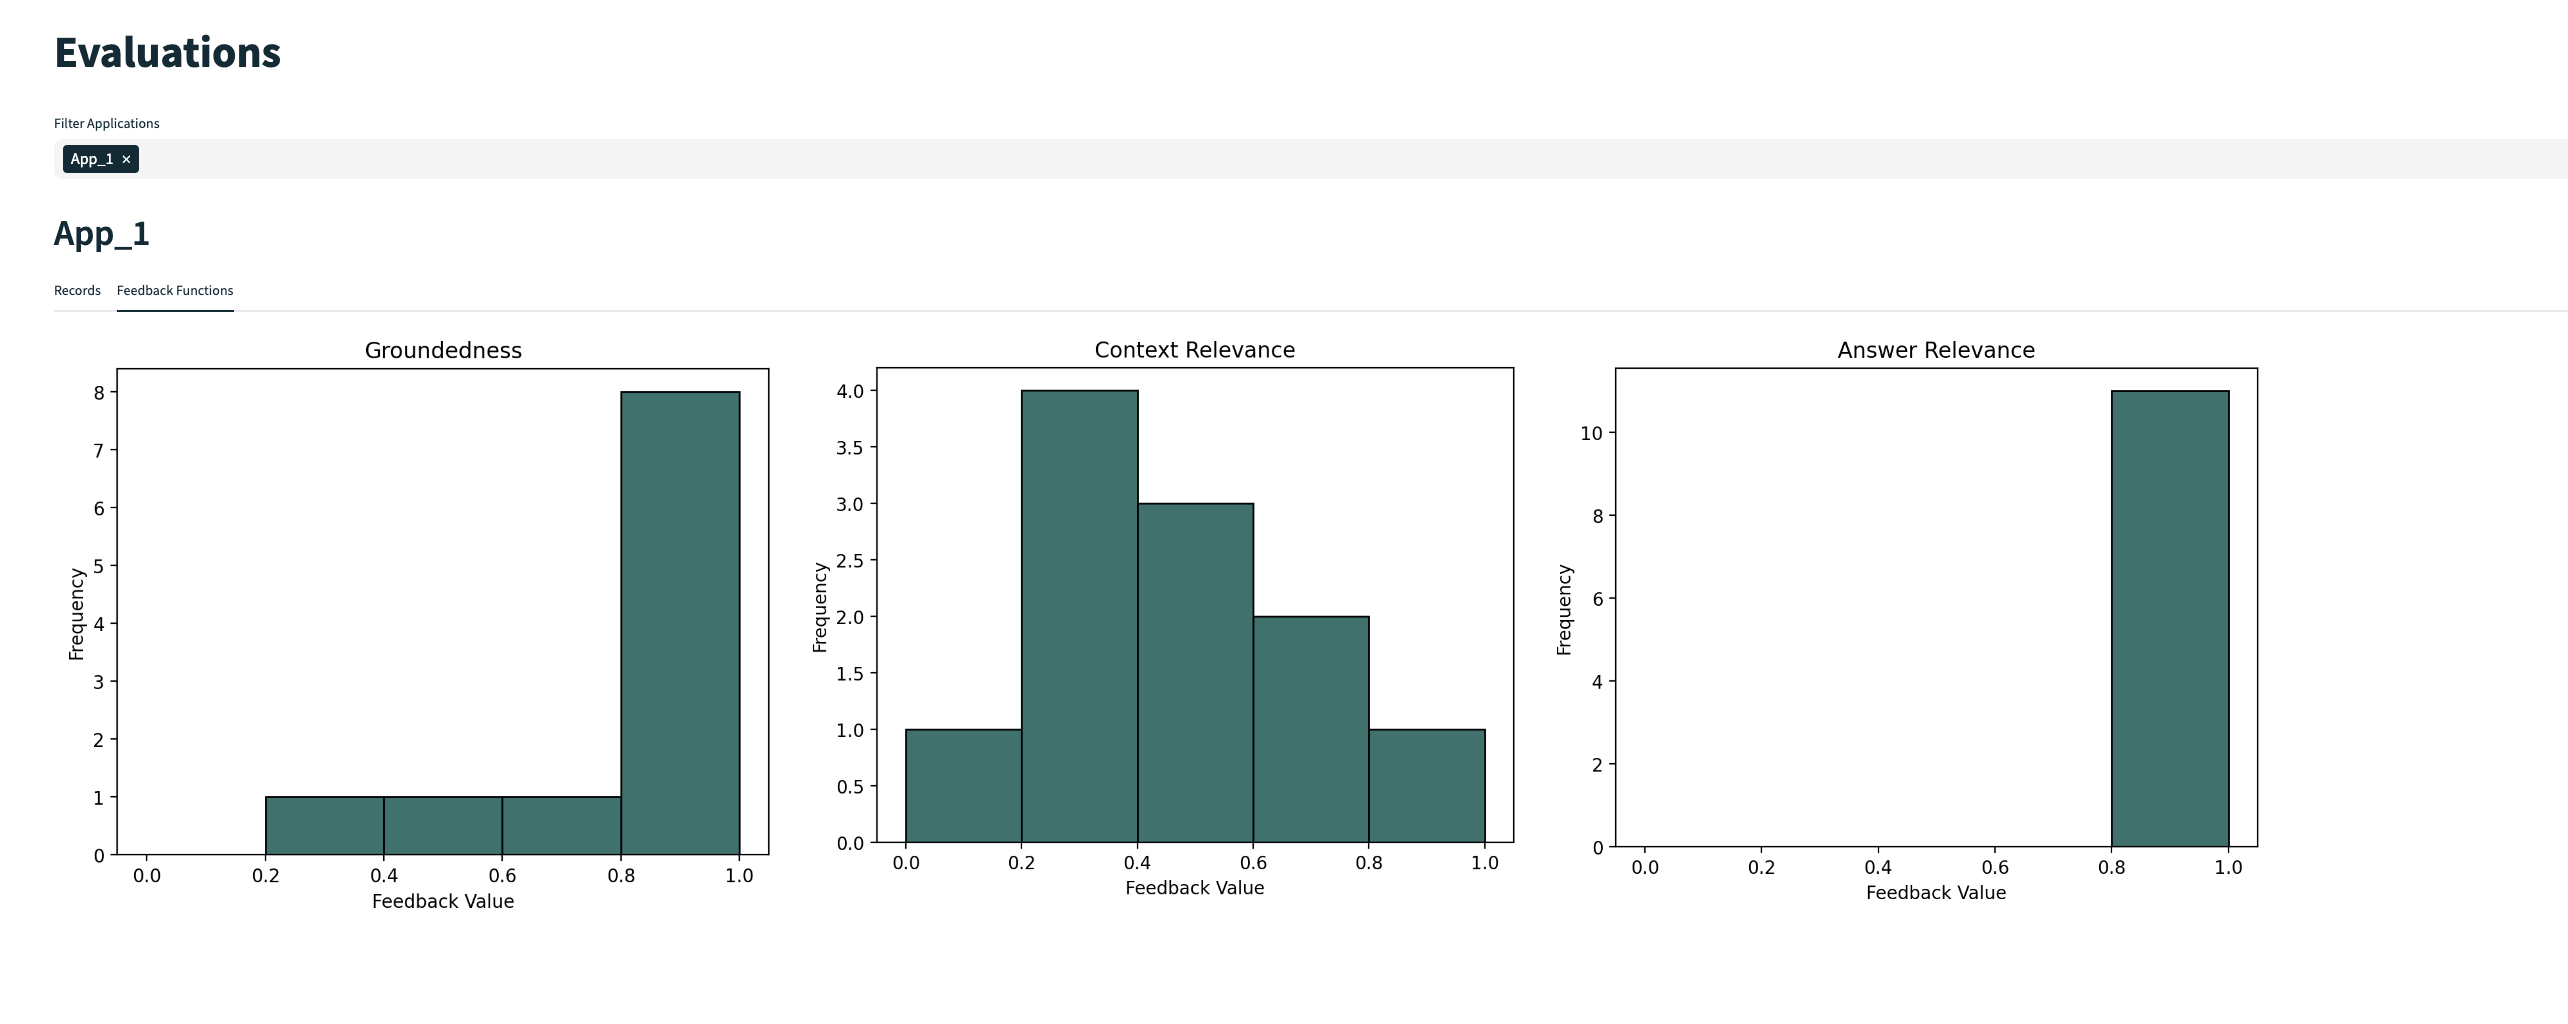 Evaluations
Filter Applications
App_1 ×
App_1
Records Feedback Functions
Groundedness
8
7
6
5
4
3
2
1
0
Frequency
0.0 0.2 0.4 0.6 0.8 1.0
Feedback Value
Context Relevance
4.0
3.5
3.0
2.5
2.0
1.5
1.0
0.5
0.0
Frequency
0.0 0.2 0.4 0.6 0.8 1.0
Feedback Value
Answer Relevance
10
8
6
4
2
0
Frequency
0.0 0.2 0.4 0.6 0.8 1.0
Feedback Value